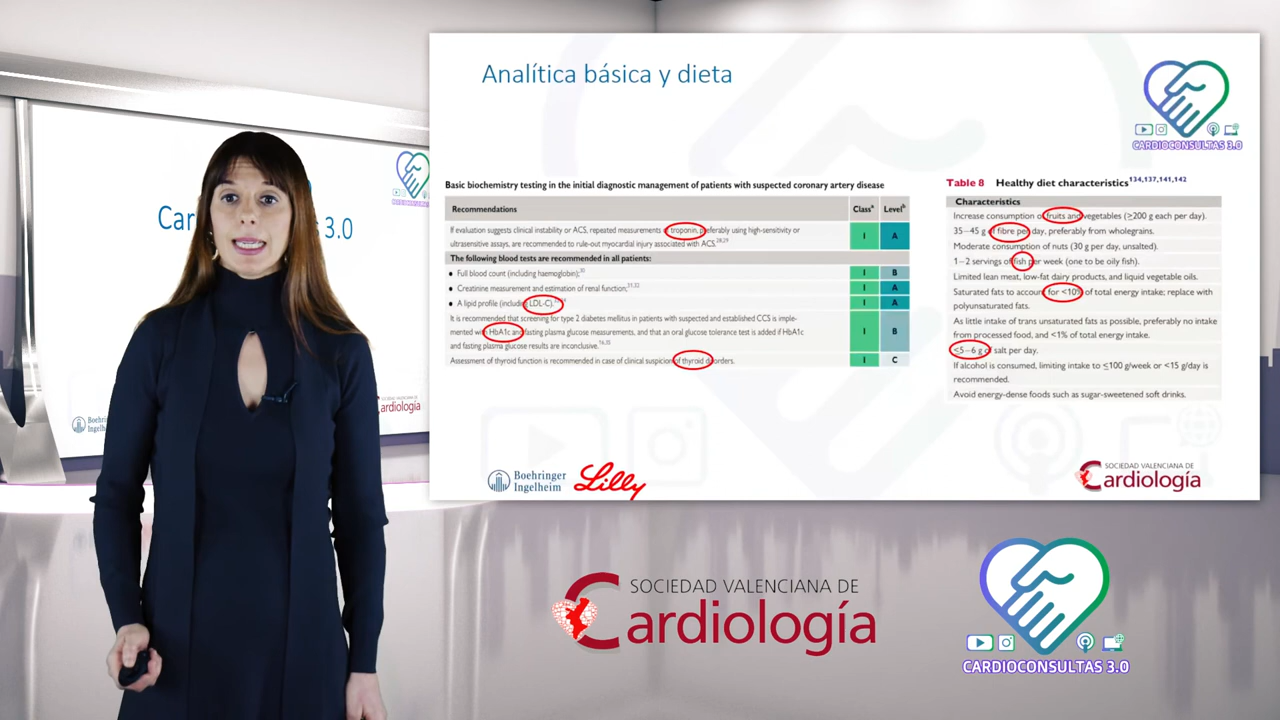 Analítica básica y dieta
CARDIOCONSULTAS 3.0
Basic biochemistry testing in the initial diagnostic management of patients with suspected coronary artery disease
Recommendations Classᵃ Levelᵇ
If evaluation suggests clinical instability or ACS, repeated measurements of troponin, preferably using high-sensitivity or I A
ultrasensitive assays, are recommended to rule-out myocardial injury associated with ACS.28,29
The following blood tests are recommended in all patients:
• Full blood count (including haemoglobin); I B
• Creatinine measurement and estimation of renal function; I A
• A lipid profile (including LDL-C). I A
It is recommended that screening for type 2 diabetes mellitus in patients with suspected and established CCS is imple-
mented with HbA1c and fasting plasma glucose measurements, and that an oral glucose tolerance test is added if HbA1c I B
and fasting plasma glucose results are inconclusive.
Assessment of thyroid function is recommended in case of clinical suspicion of thyroid disorders. I C
Table 8 Healthy diet characteristics134,137,141,142
Characteristics
Increase consumption of fruits and vegetables (≥200 g each per day).
35–45 g of fibre per day, preferably from wholegrains.
Moderate consumption of nuts (30 g per day, unsalted).
1–2 servings of fish per week (one to be oily fish).
Limited lean meat, low-fat dairy products, and liquid vegetable oils.
Saturated fats to account for <10% of total energy intake; replace with
polyunsaturated fats.
As little intake of trans unsaturated fats as possible, preferably no intake
from processed food, and <1% of total energy intake.
<5–6 g of salt per day.
If alcohol is consumed, limiting intake to ≤100 g/week or <15 g/day is
recommended.
Avoid energy-dense foods such as sugar-sweetened soft drinks.
Boehringer
Ingelheim
Lilly
SOCIEDAD VALENCIANA DE
Cardiología
Car
3.0
Boehringer
Ingelh
ardiología
SOCIEDAD VALENCIANA DE
Cardiología
CARDIOCONSULTAS 3.0